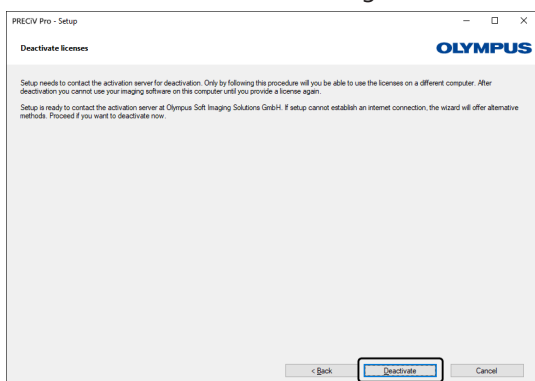 PRECiV Pro - Setup
Deactivate licenses
OLYMPUS
Setup needs to contact the activation server for deactivation. Only by following this procedure will you be able to use the licenses on a different computer. After
deactivation you cannot use your imaging software on this computer until you provide a license again.
Setup is ready to contact the activation server at Olympus Soft Imaging Solutions GmbH. If setup cannot establish an internet connection, the wizard will offer alternative
methods. Proceed if you want to deactivate now.
< Back
Deactivate
Cancel